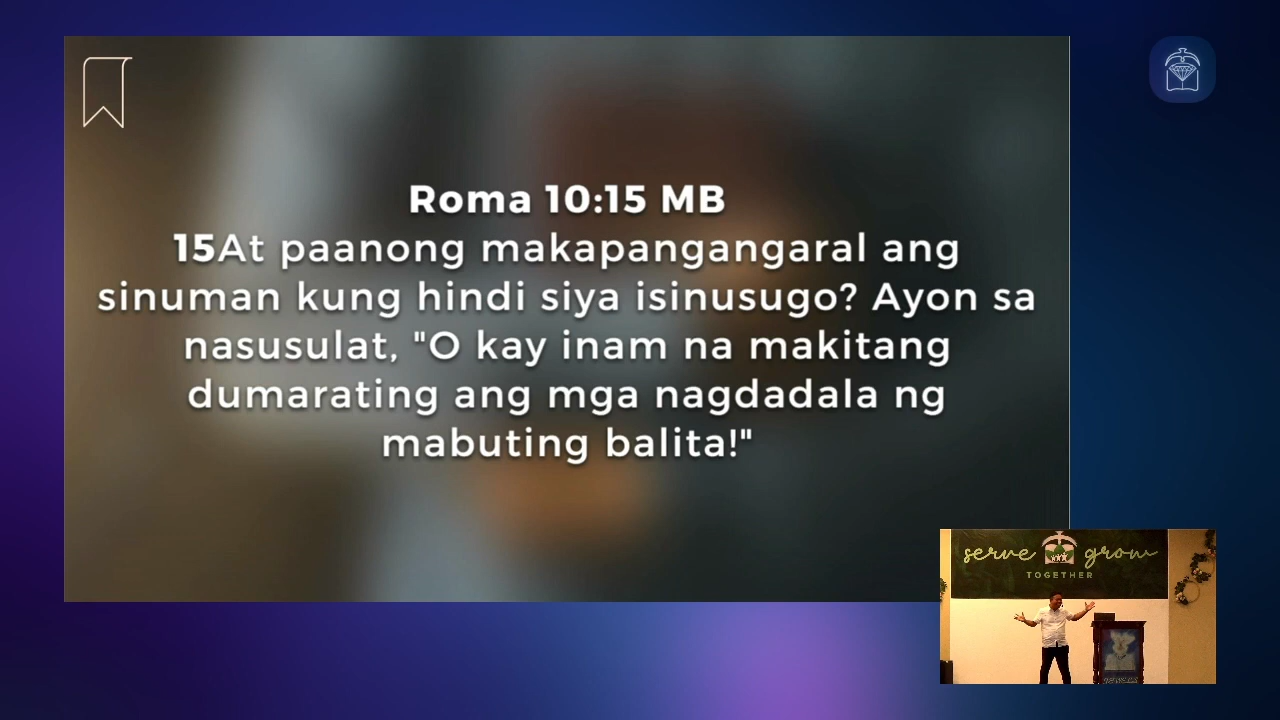 Roma 10:15 MB
15At paanong makapangangaral ang
sinuman kung hindi siya isinusugo? Ayon sa
nasusulat, "O kay inam na makitang
dumarating ang mga nagdadala ng
mabuting balita!"
serve grow
TOGETHER